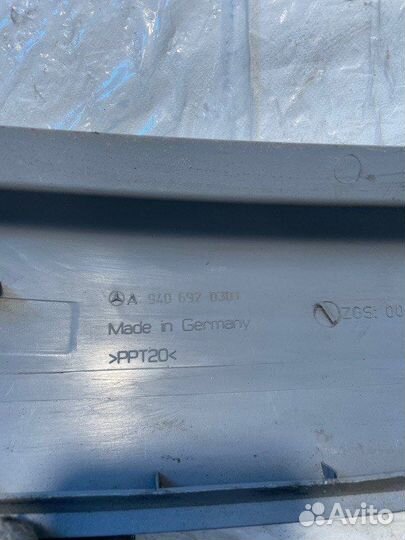 A 940 692 0301
ZGS: 00
Made in Germany
>PPT20<
Avito